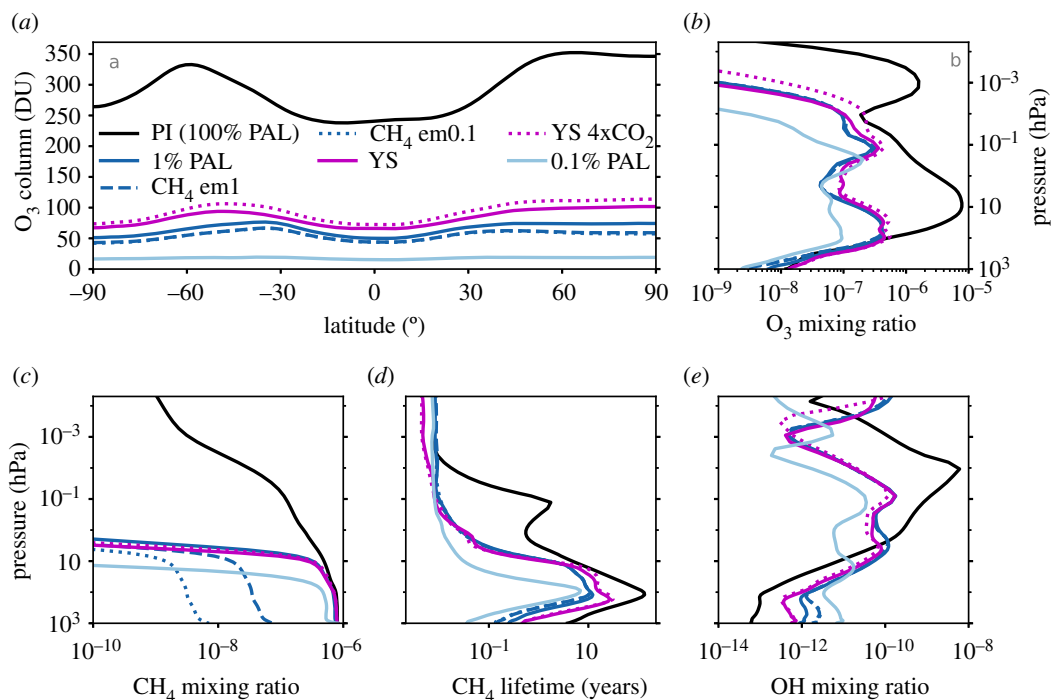 (a)
(b)
350
300
250
200
150
100
50
0
O3 column (DU)
a
PI (100% PAL)
1% PAL
CH4 em1
CH4 em0.1
YS
YS 4xCO2
0.1% PAL
−90 −60 −30 0 30 60 90
latitude (º)
b
10−3
10−1
10
103
pressure (hPa)
10−9 10−8 10−7 10−6 10−5
O3 mixing ratio
(c)
(d)
(e)
pressure (hPa)
10−3
10−1
10
103
10−10 10−8 10−6
CH4 mixing ratio
10−1 10
CH4 lifetime (years)
10−14 10−12 10−10 10−8
OH mixing ratio